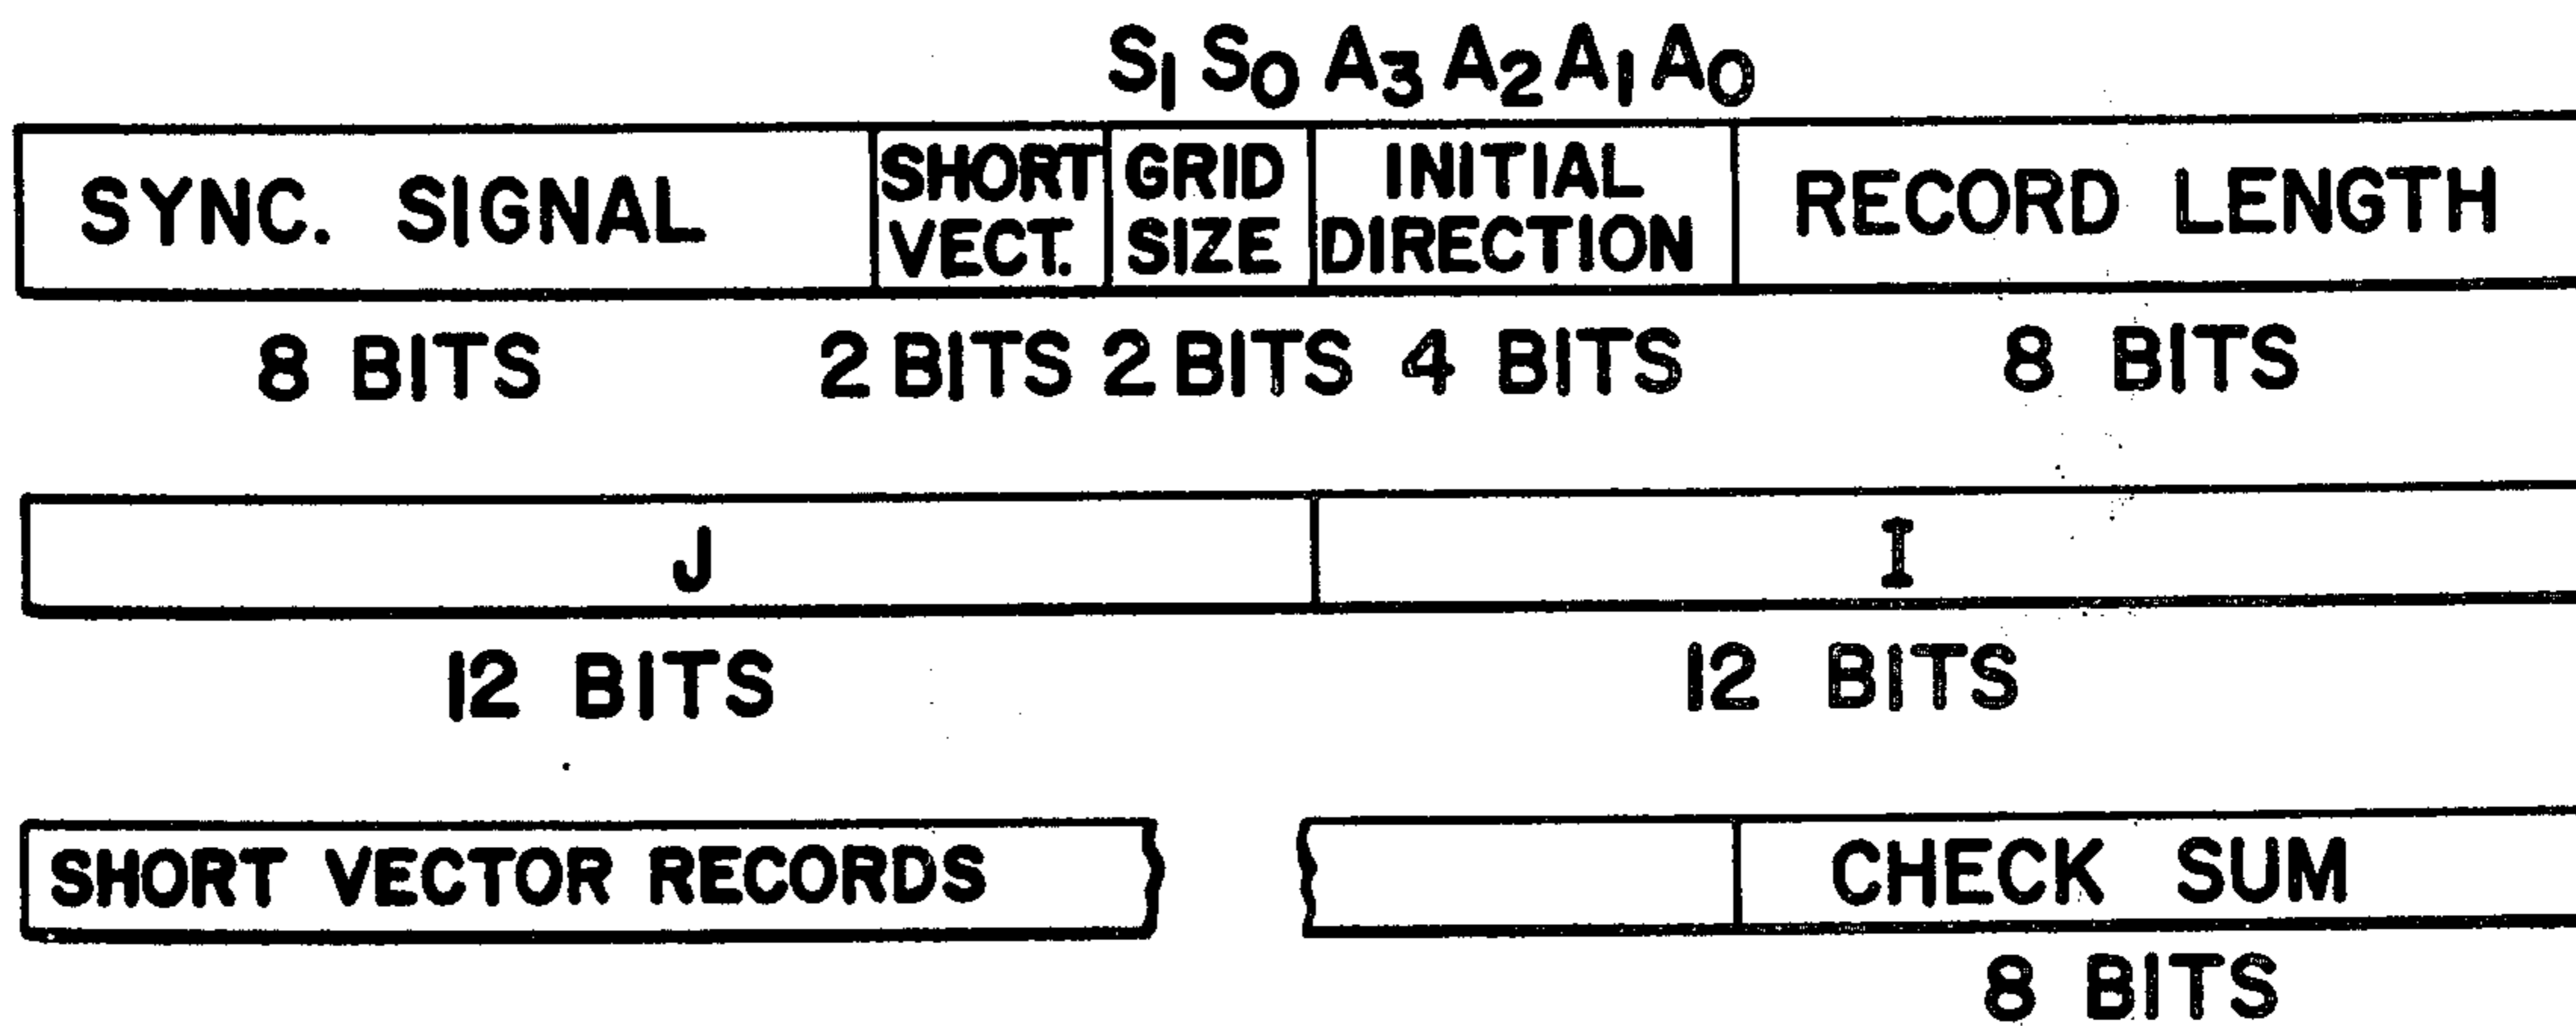 S1 S0 A3 A2 A1 A0
SYNC. SIGNAL
SHORT VECT.
GRID SIZE
INITIAL DIRECTION
RECORD LENGTH
8 BITS 2 BITS 2 BITS 4 BITS 8 BITS
J I
12 BITS 12 BITS
SHORT VECTOR RECORDS CHECK SUM
8 BITS